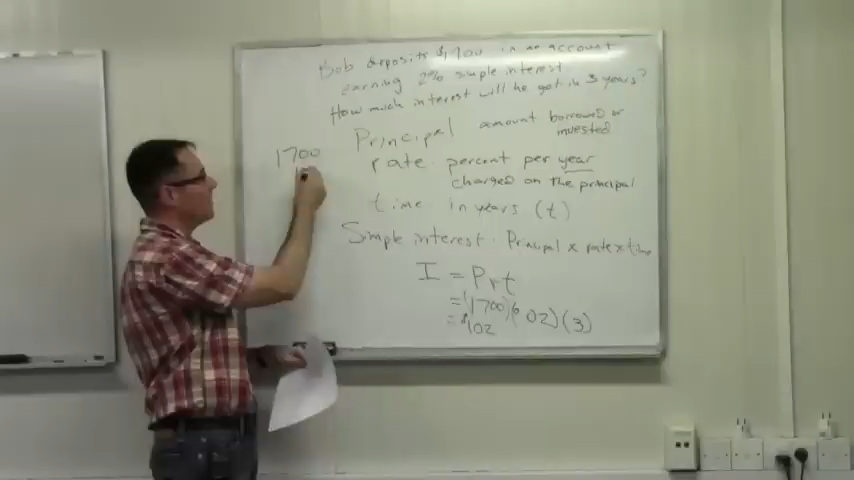 Bob deposits $1,700 in an account
earning 2% simple interest
How much interest will he get in 3 years?
Principal amount borrowed or
invested
1700
rate. percent per year
charged on the principal
time. in years (t)
Simple interest. Principal x rate x time
I = Prt
= (1700)(0.02)(3)
= $102